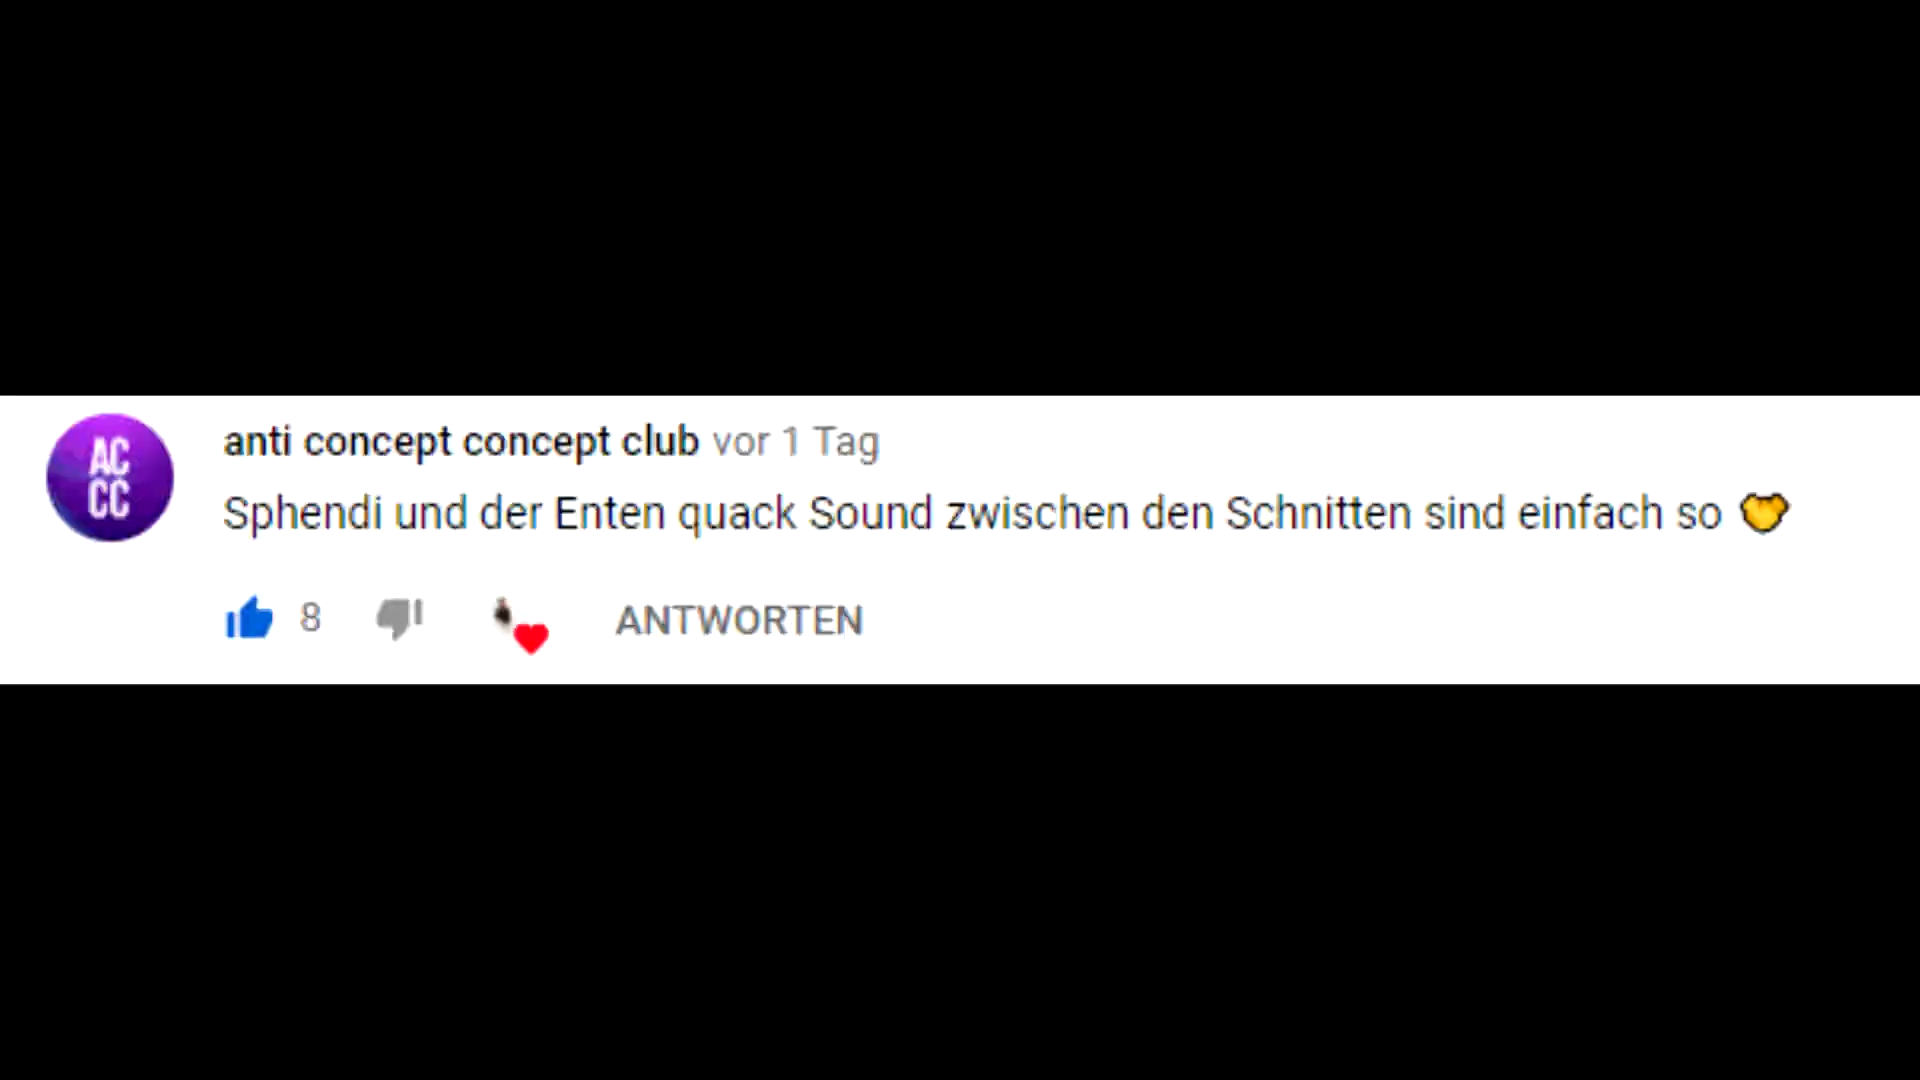 AC
CC
anti concept concept club vor 1 Tag
Sphendi und der Enten quack Sound zwischen den Schnitten sind einfach so 🤝
8 ANTWORTEN